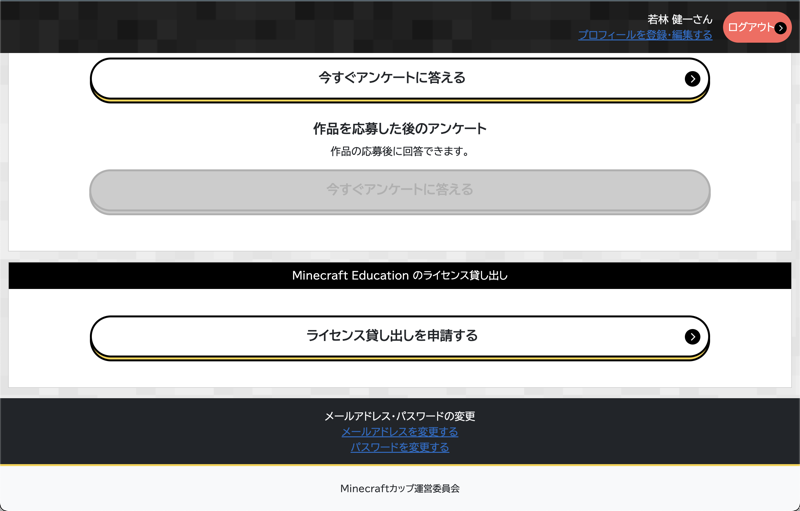 若林 健一さん
プロフィールを登録・編集する
ログアウト
今すぐアンケートに答える
作品を応募した後のアンケート
作品の応募後に回答できます。
今すぐアンケートに答える
Minecraft Education のライセンス貸し出し
ライセンス貸し出しを申請する
メールアドレス・パスワードの変更
メールアドレスを変更する
パスワードを変更する
Minecraftカップ運営委員会